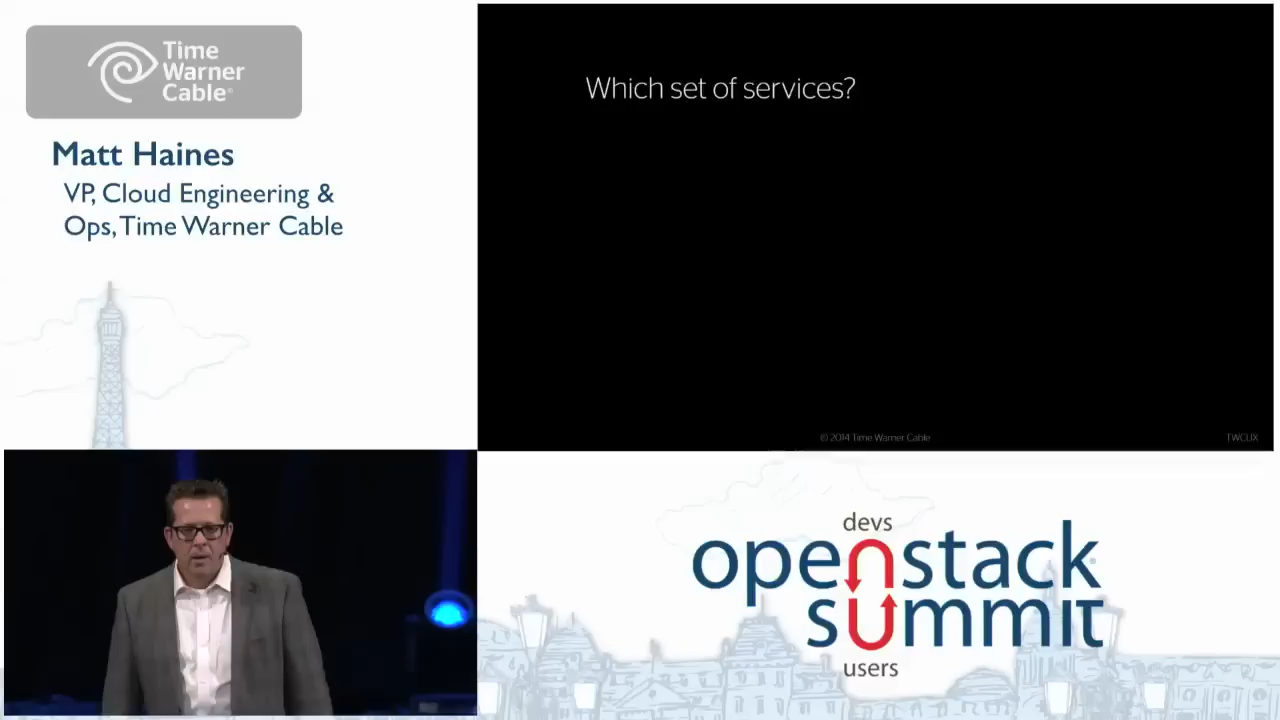 Time
Warner
Cable®
Matt Haines
VP, Cloud Engineering &
Ops, Time Warner Cable
Which set of services?
© 2014 Time Warner Cable
TWCUX
devs
openstack
summit
users